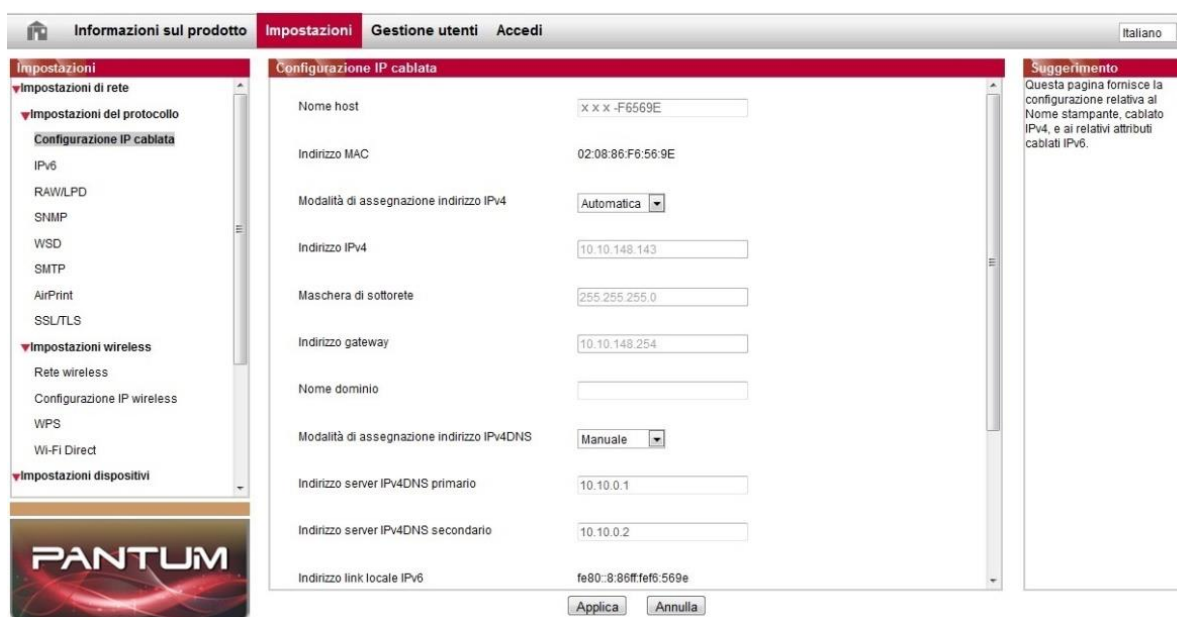 Informazioni sul prodotto Impostazioni Gestione utenti Accedi Italiano
Impostazioni
▼Impostazioni di rete
▼Impostazioni del protocollo
Configurazione IP cablata
IPv6
RAW/LPD
SNMP
WSD
SMTP
AirPrint
SSL/TLS
▼Impostazioni wireless
Rete wireless
Configurazione IP wireless
WPS
Wi-Fi Direct
▼Impostazioni dispositivi
PANTUM
Configurazione IP cablata
Nome host x x x -F6569E
Indirizzo MAC 02:08:86:F6:56:9E
Modalità di assegnazione indirizzo IPv4 Automatica
Indirizzo IPv4 10.10.148.143
Maschera di sottorete 255.255.255.0
Indirizzo gateway 10.10.148.254
Nome dominio
Modalità di assegnazione indirizzo IPv4DNS Manuale
Indirizzo server IPv4DNS primario 10.10.0.1
Indirizzo server IPv4DNS secondario 10.10.0.2
Indirizzo link locale IPv6 fe80::8:86ff:fef6:569e
Applica Annulla
Suggerimento
Questa pagina fornisce la
configurazione relativa al
Nome stampante, cablato
IPv4, e ai relativi attributi
cablati IPv6.